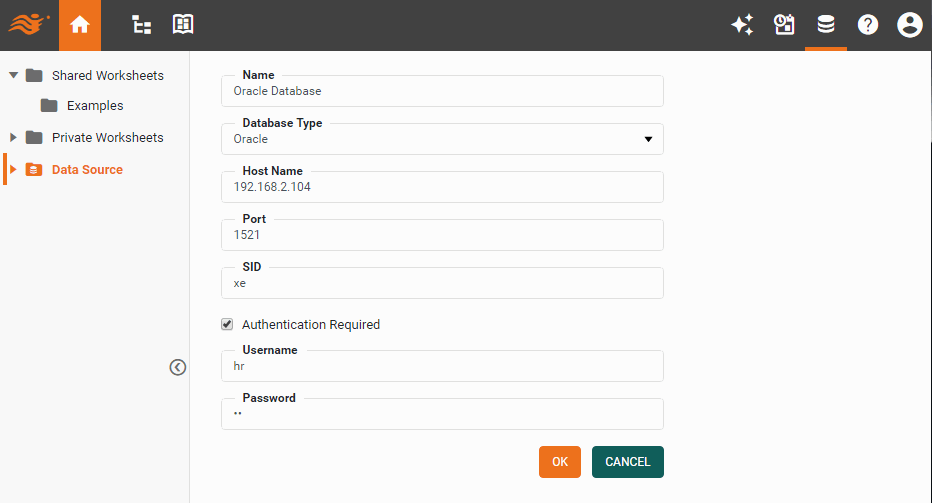 Shared Worksheets
Examples
Private Worksheets
Data Source
Name
Oracle Database
Database Type
Oracle
Host Name
192.168.2.104
Port
1521
SID
xe
Authentication Required
Username
hr
Password
••
OK
CANCEL